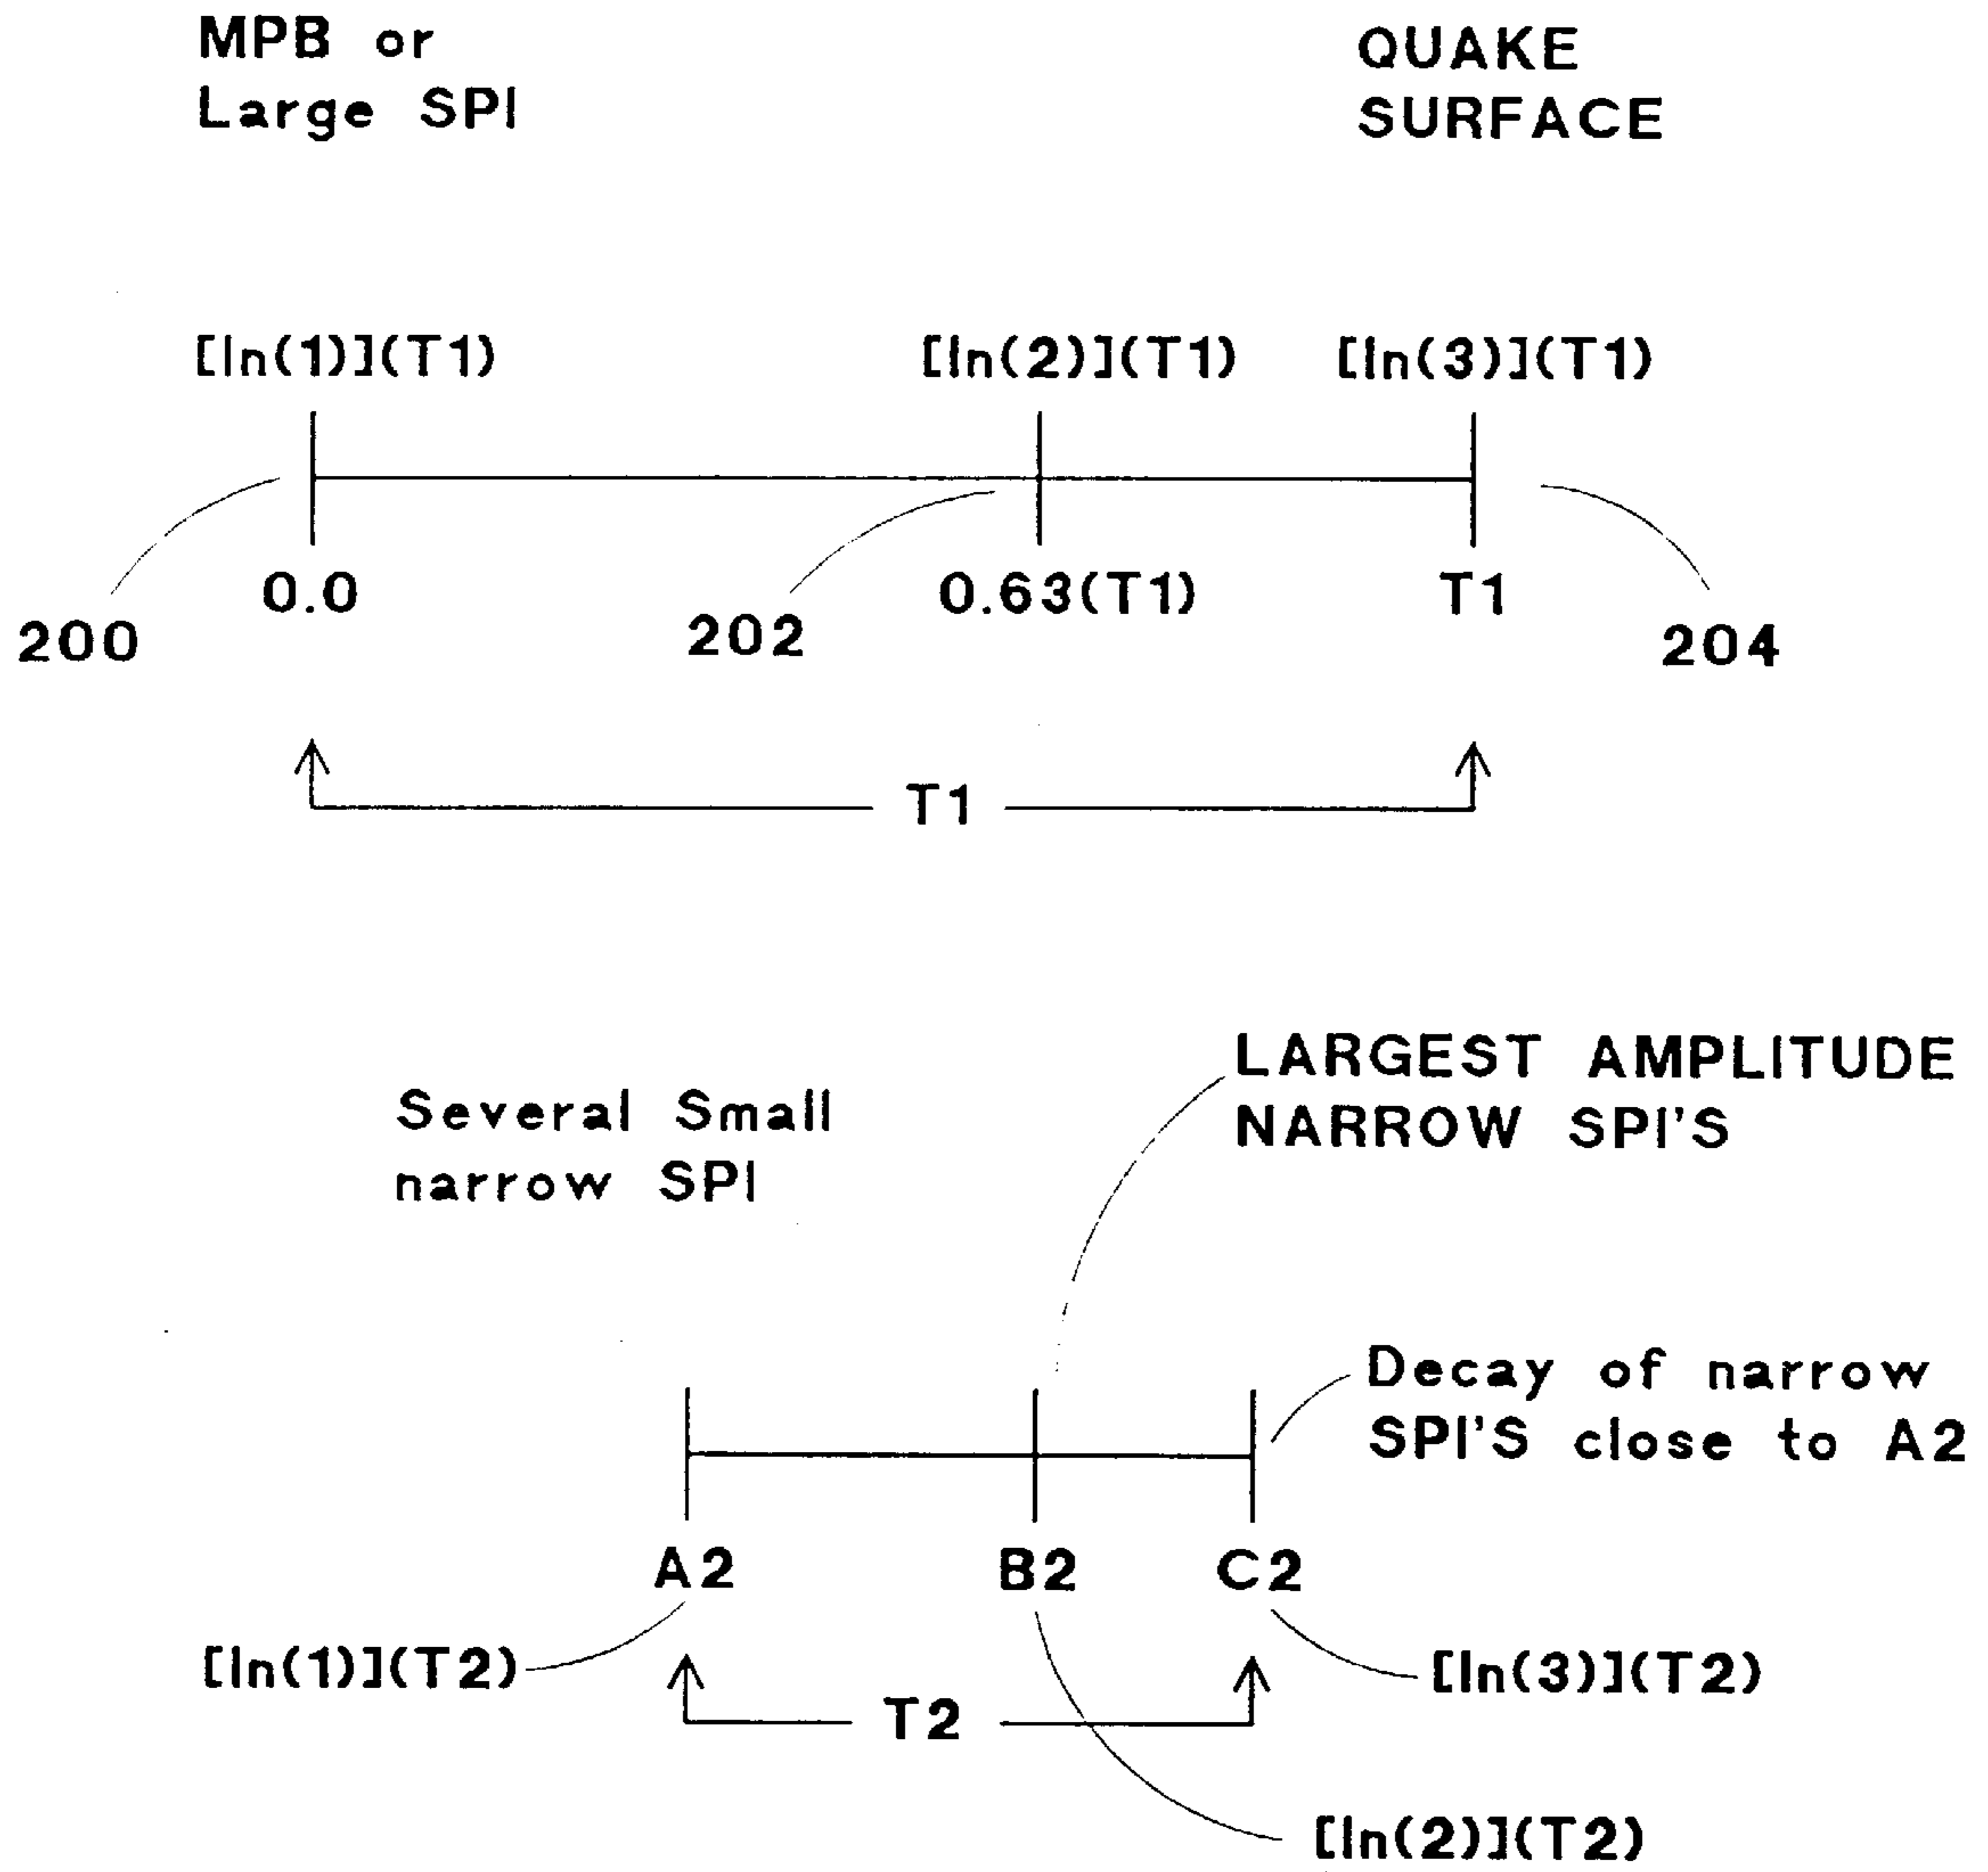 MPB or
Large SPI
QUAKE
SURFACE
[ln(1)](T1)
[ln(2)](T1)
[ln(3)](T1)
0.0
0.63(T1)
T1
200
202
204
T1
LARGEST AMPLITUDE
NARROW SPI'S
Several Small
narrow SPI
Decay of narrow
SPI'S close to A2
A2
B2
C2
[ln(1)](T2)
[ln(3)](T2)
T2
[ln(2)](T2)